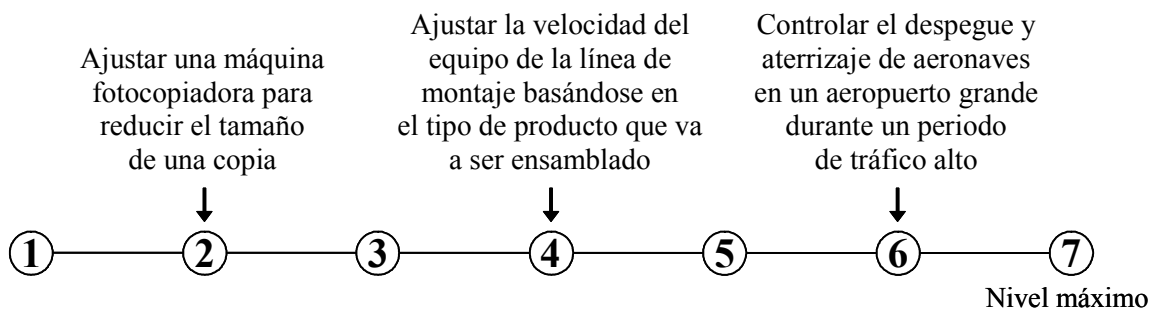 Ajustar una máquina
fotocopiadora para
reducir el tamaño
de una copia
Ajustar la velocidad del
equipo de la línea de
montaje basándose en
el tipo de producto que va
a ser ensamblado
Controlar el despegue y
aterrizaje de aeronaves
en un aeropuerto grande
durante un periodo
de tráfico alto
1 2 3 4 5 6 7
Nivel máximo